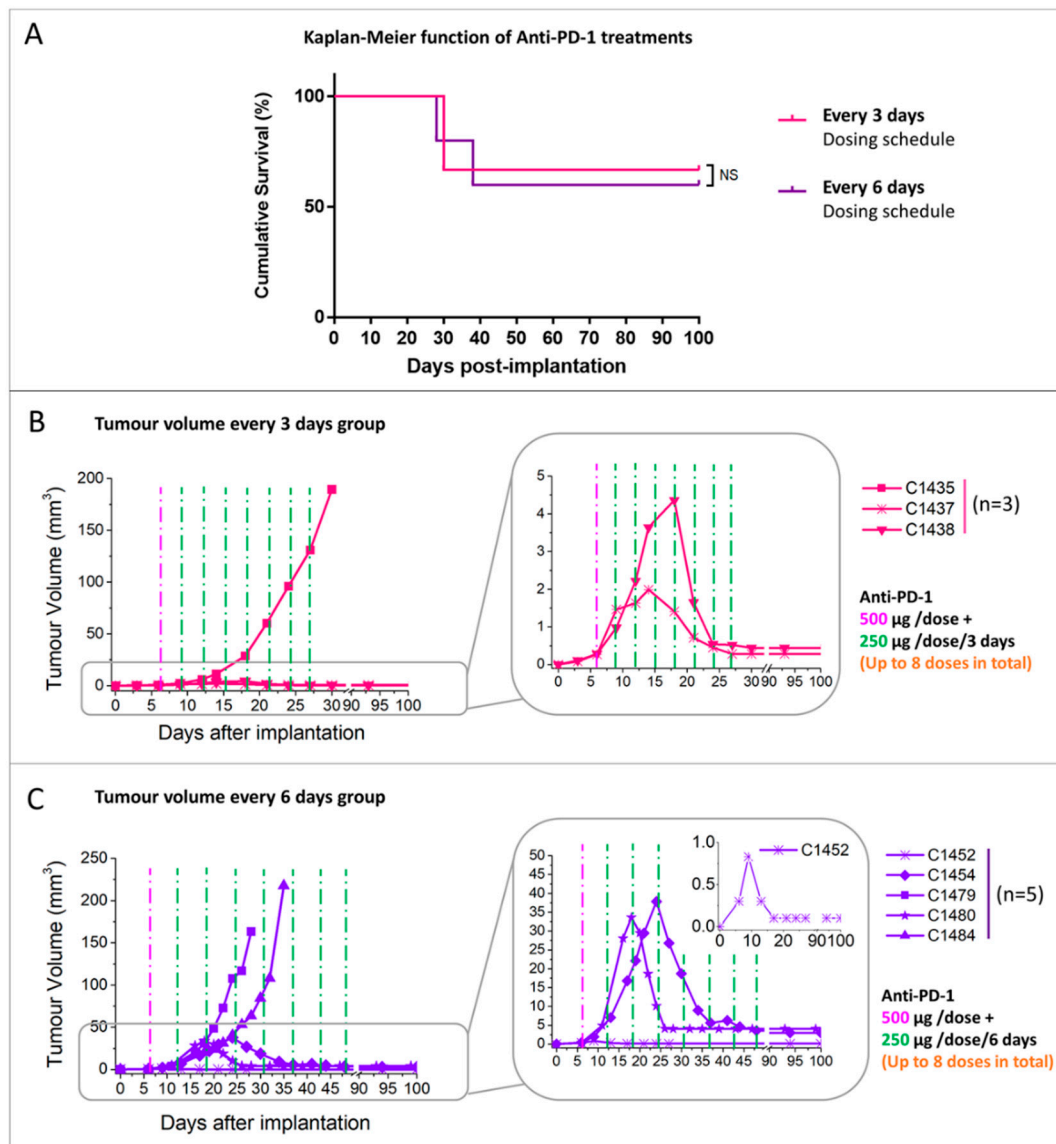 A
Kaplan-Meier function of Anti-PD-1 treatments
Cumulative Survival (%)
100
50
0
0 10 20 30 40 50 60 70 80 90 100
Days post-implantation
Every 3 days
Dosing schedule
NS
Every 6 days
Dosing schedule
B
Tumour volume every 3 days group
Tumour Volume (mm³)
200
150
100
50
0
0 5 10 15 20 25 30 90 95 100
Days after implantation
5
4
3
2
1
0
0 5 10 15 20 25 30 90 95 100
C1435
C1437
C1438
(n=3)
Anti-PD-1
500 µg /dose +
250 µg /dose/3 days
(Up to 8 doses in total)
C
Tumour volume every 6 days group
Tumour Volume (mm³)
250
200
150
100
50
0
0 5 10 15 20 25 30 35 40 45 90 95 100
Days after implantation
50
45
40
35
30
25
20
15
10
5
0
0 5 10 15 20 25 30 35 40 45 90 95 100
1.0
0.5
0.0
0 10 20 90 100
C1452
C1452
C1454
C1479
C1480
C1484
(n=5)
Anti-PD-1
500 µg /dose +
250 µg /dose/6 days
(Up to 8 doses in total)